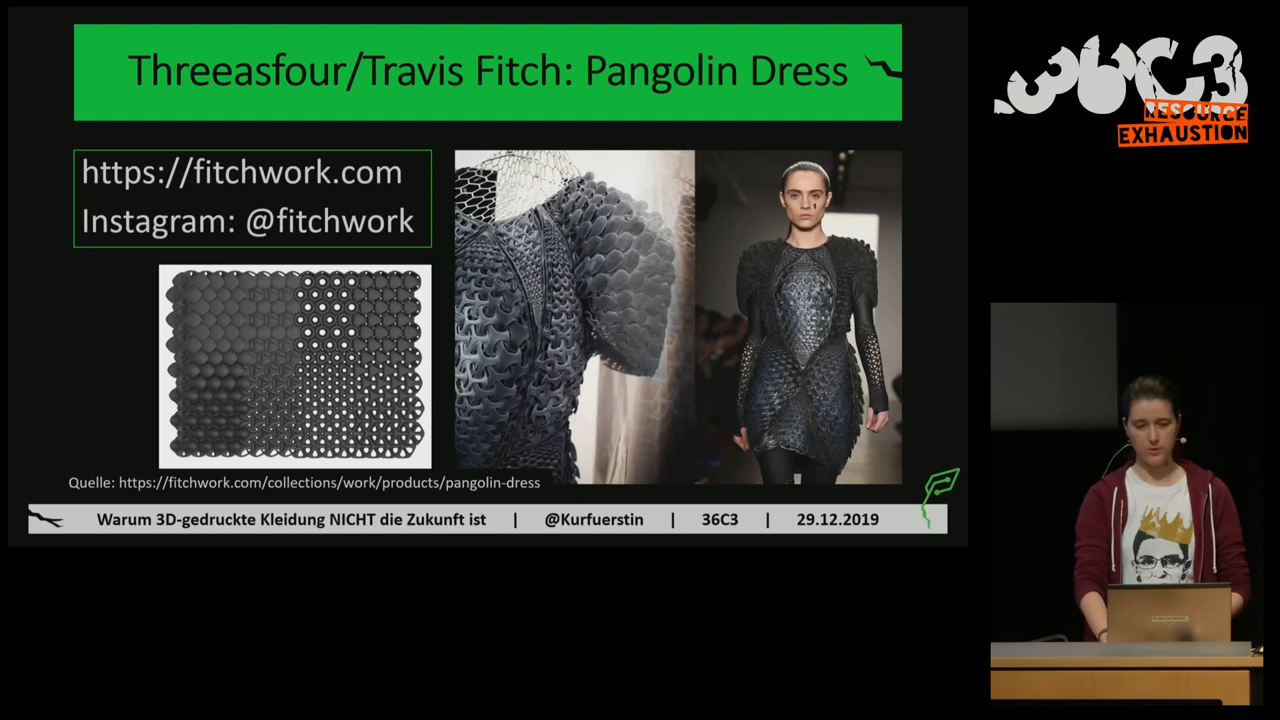 Threeasfour/Travis Fitch: Pangolin Dress
https://fitchwork.com
Instagram: @fitchwork
Quelle: https://fitchwork.com/collections/work/products/pangolin-dress
Warum 3D-gedruckte Kleidung NICHT die Zukunft ist | @Kurfuerstin | 36C3 | 29.12.2019
36C3
RESOURCE
EXHAUSTION